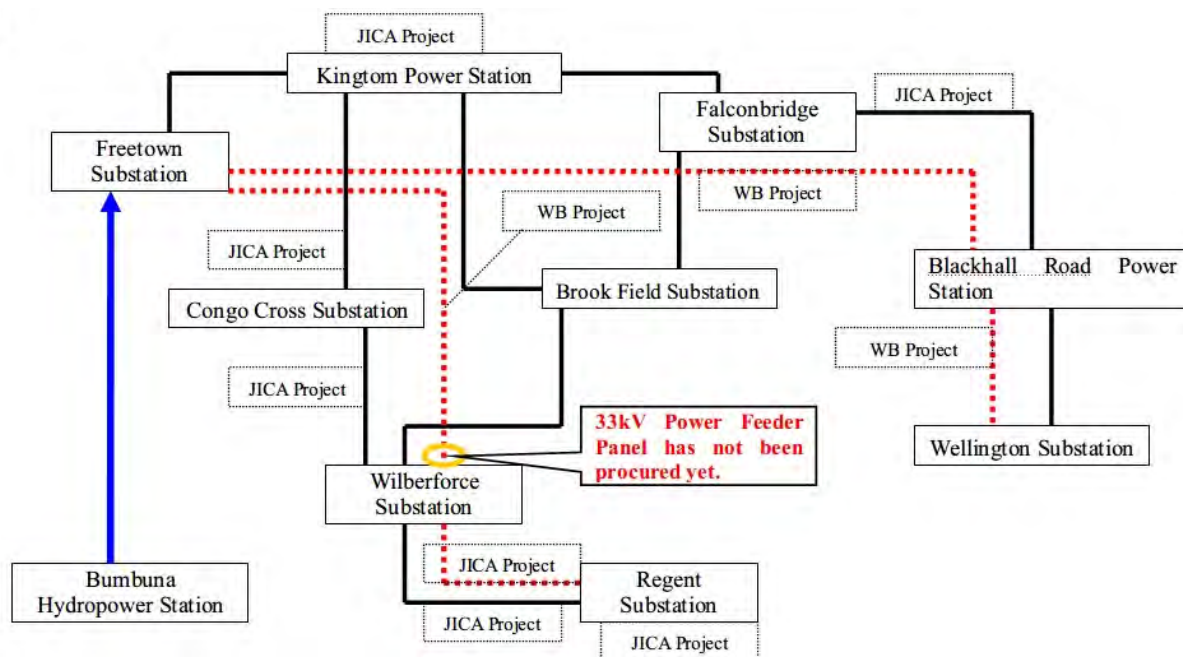 JICA Project
Kingtom Power Station
Falconbridge
Substation
JICA Project
Freetown
Substation
WB Project
WB Project
JICA Project
Blackhall Road Power
Station
Congo Cross Substation
Brook Field Substation
WB Project
JICA Project
33kV Power Feeder
Panel has not been
procured yet.
Wellington Substation
Wilberforce
Substation
JICA Project
Bumbuna
Hydropower Station
Regent
Substation
JICA Project
JICA Project